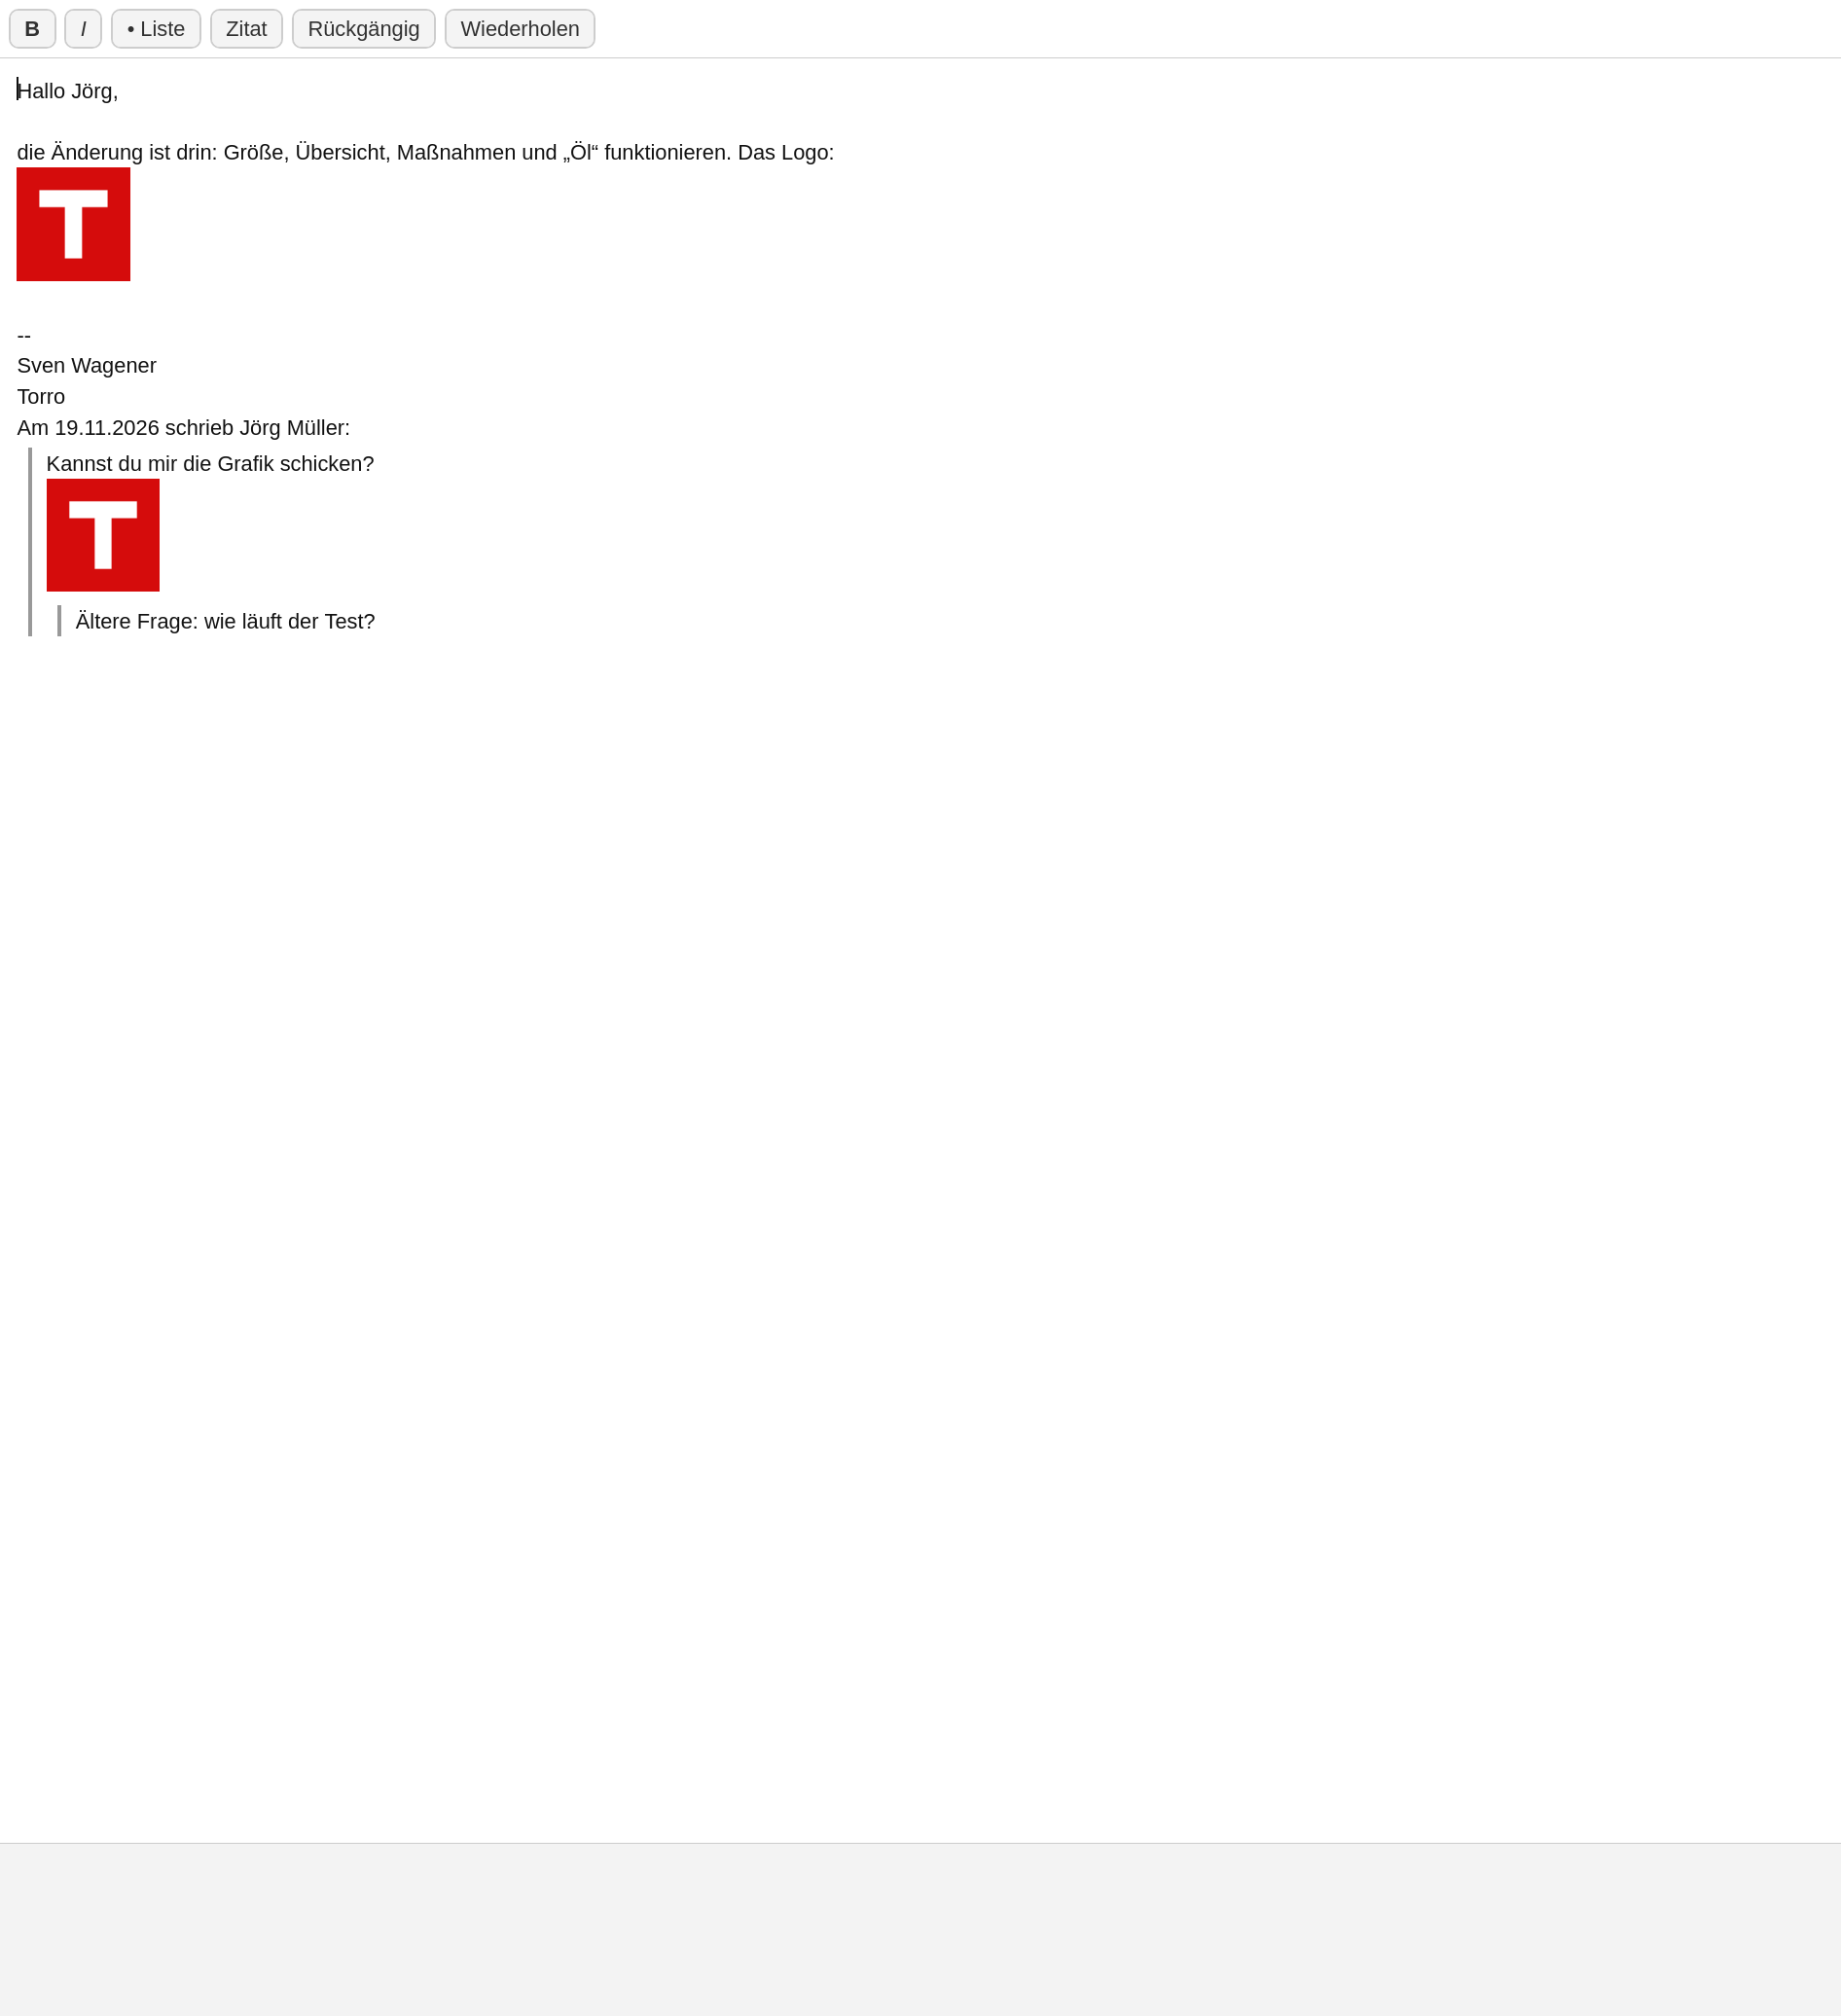 B I • Liste Zitat Rückgängig Wiederholen
Hallo Jörg,
die Änderung ist drin: Größe, Übersicht, Maßnahmen und „Öl“ funktionieren. Das Logo:
T
--
Sven Wagener
Torro
Am 19.11.2026 schrieb Jörg Müller:
Kannst du mir die Grafik schicken?
T
Ältere Frage: wie läuft der Test?